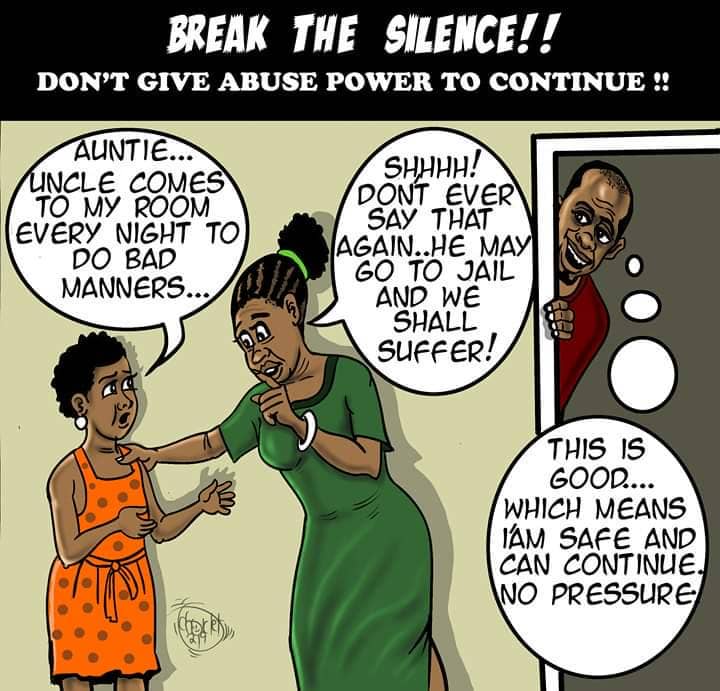 BREAK THE SILENCE!!
DON'T GIVE ABUSE POWER TO CONTINUE !!
AUNTIE...
UNCLE COMES
TO MY ROOM
EVERY NIGHT TO
DO BAD
MANNERS...
SHHHH!
DON'T EVER
SAY THAT
AGAIN..HE MAY
GO TO JAIL
AND WE
SHALL
SUFFER!
THIS IS
GOOD....
WHICH MEANS
I'AM SAFE AND
CAN CONTINUE.
NO PRESSURE.